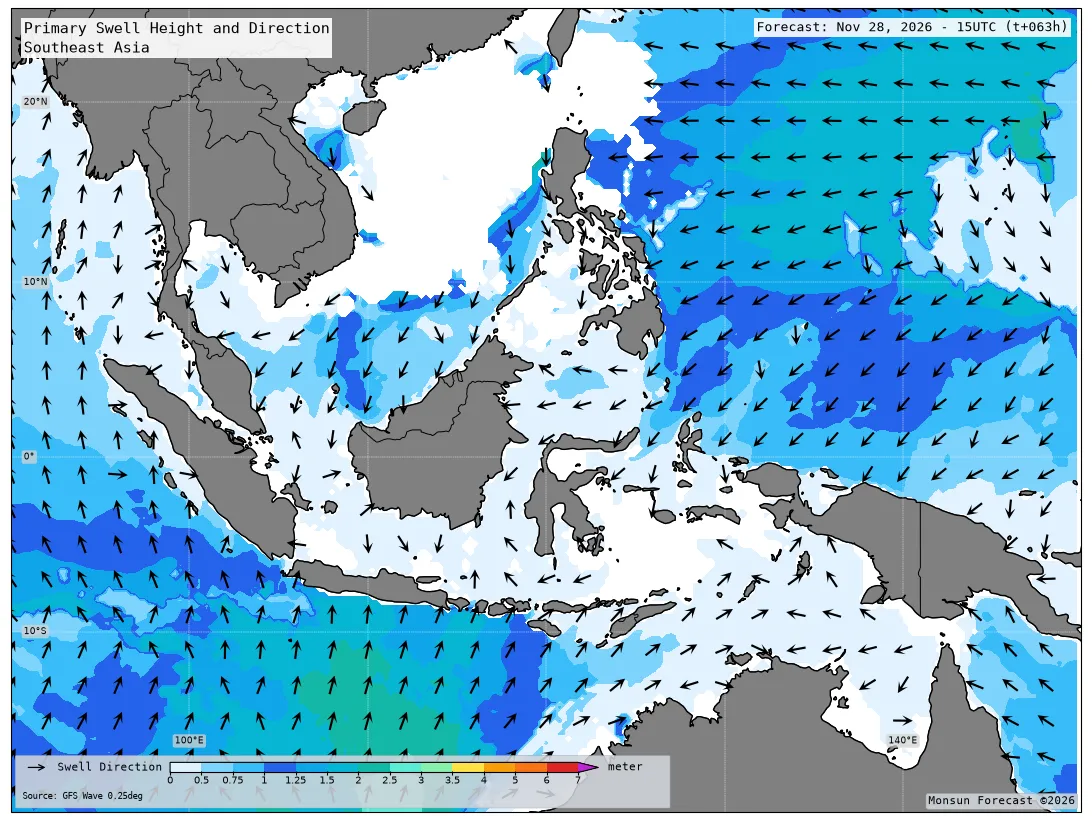 Primary Swell Height and Direction
Southeast Asia
Forecast: Nov 28, 2026 - 15UTC (t+063h)
20°N
10°N
0°
10°S
100°E
140°E
Swell Direction
meter
0 0.5 0.75 1 1.25 1.5 2 2.5 3 3.5 4 5 6 7
Source: GFS Wave 0.25deg
Monsun Forecast ©2026